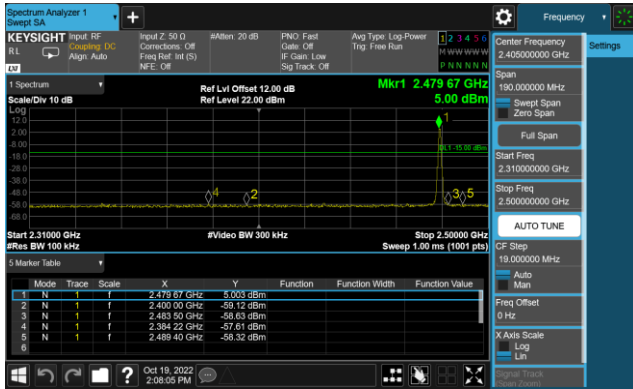 Spectrum Analyzer 1
Swept SA
Frequency
KEYSIGHT Input: RF
RL Coupling: DC
Align: Auto
LXI
Input Z: 50 Ω
Corrections: Off
Freq Ref: Int (S)
NFE: Off
#Atten: 20 dB
PNO: Fast
Gate: Off
IF Gain: Low
Sig Track: Off
Avg Type: Log-Power
Trig: Free Run
1 2 3 4 5 6
M W W W W W
P N N N N N
Center Frequency
2.405000000 GHz
Settings
1 Spectrum
Scale/Div 10 dB
Ref Lvl Offset 12.00 dB
Ref Level 22.00 dBm
Mkr1 2.479 67 GHz
5.00 dBm
Log
12.0
2.00
-8.00
-18.0
-28.0
-38.0
-48.0
-58.0
-68.0
1
DL1 -15.00 dBm
4
2
3
5
Start 2.31000 GHz
#Res BW 100 kHz
#Video BW 300 kHz
Stop 2.50000 GHz
Sweep 1.00 ms (1001 pts)
Span
190.000000 MHz
Swept Span
Zero Span
Full Span
Start Freq
2.310000000 GHz
Stop Freq
2.500000000 GHz
AUTO TUNE
CF Step
19.000000 MHz
Auto
Man
Freq Offset
0 Hz
X Axis Scale
Log
Lin
Signal Track
(Span Zoom)
5 Marker Table
Mode Trace Scale X Y Function Function Width Function Value
1 N 1 f 2.479 67 GHz 5.003 dBm
2 N 1 f 2.400 00 GHz -59.12 dBm
3 N 1 f 2.483 50 GHz -58.63 dBm
4 N 1 f 2.384 22 GHz -57.61 dBm
5 N 1 f 2.489 40 GHz -58.32 dBm
6
? Oct 19, 2022
2:08:05 PM